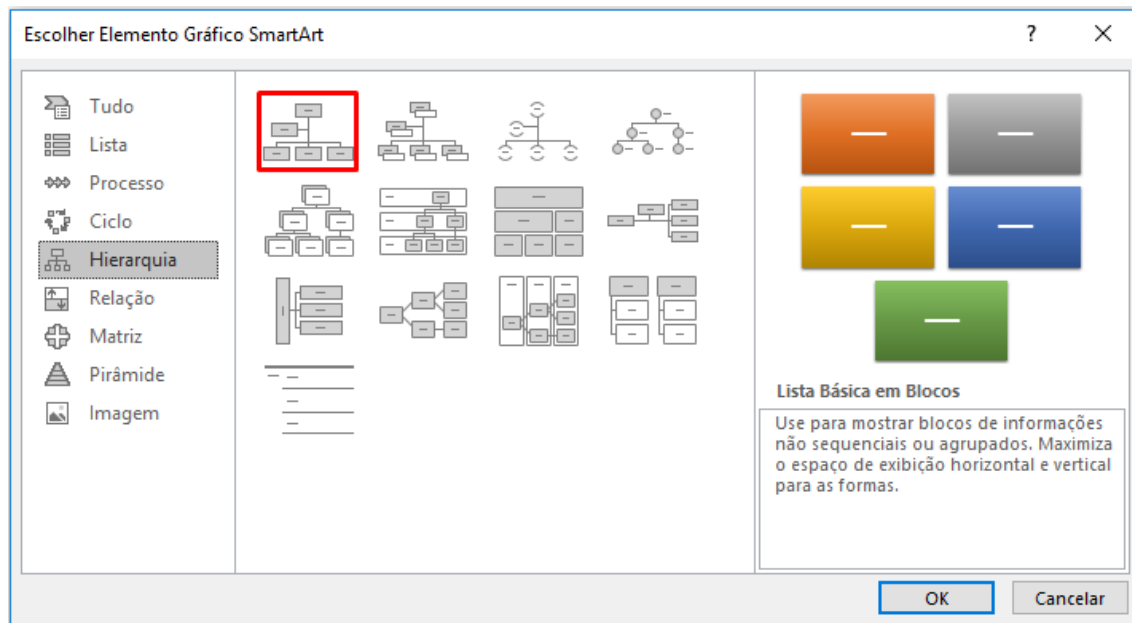 Escolher Elemento Gráfico SmartArt
?
Tudo
Lista
Processo
Ciclo
Hierarquia
Relação
Matriz
Pirâmide
Imagem
Lista Básica em Blocos
Use para mostrar blocos de informações
não sequenciais ou agrupados. Maximiza
o espaço de exibição horizontal e vertical
para as formas.
OK
Cancelar